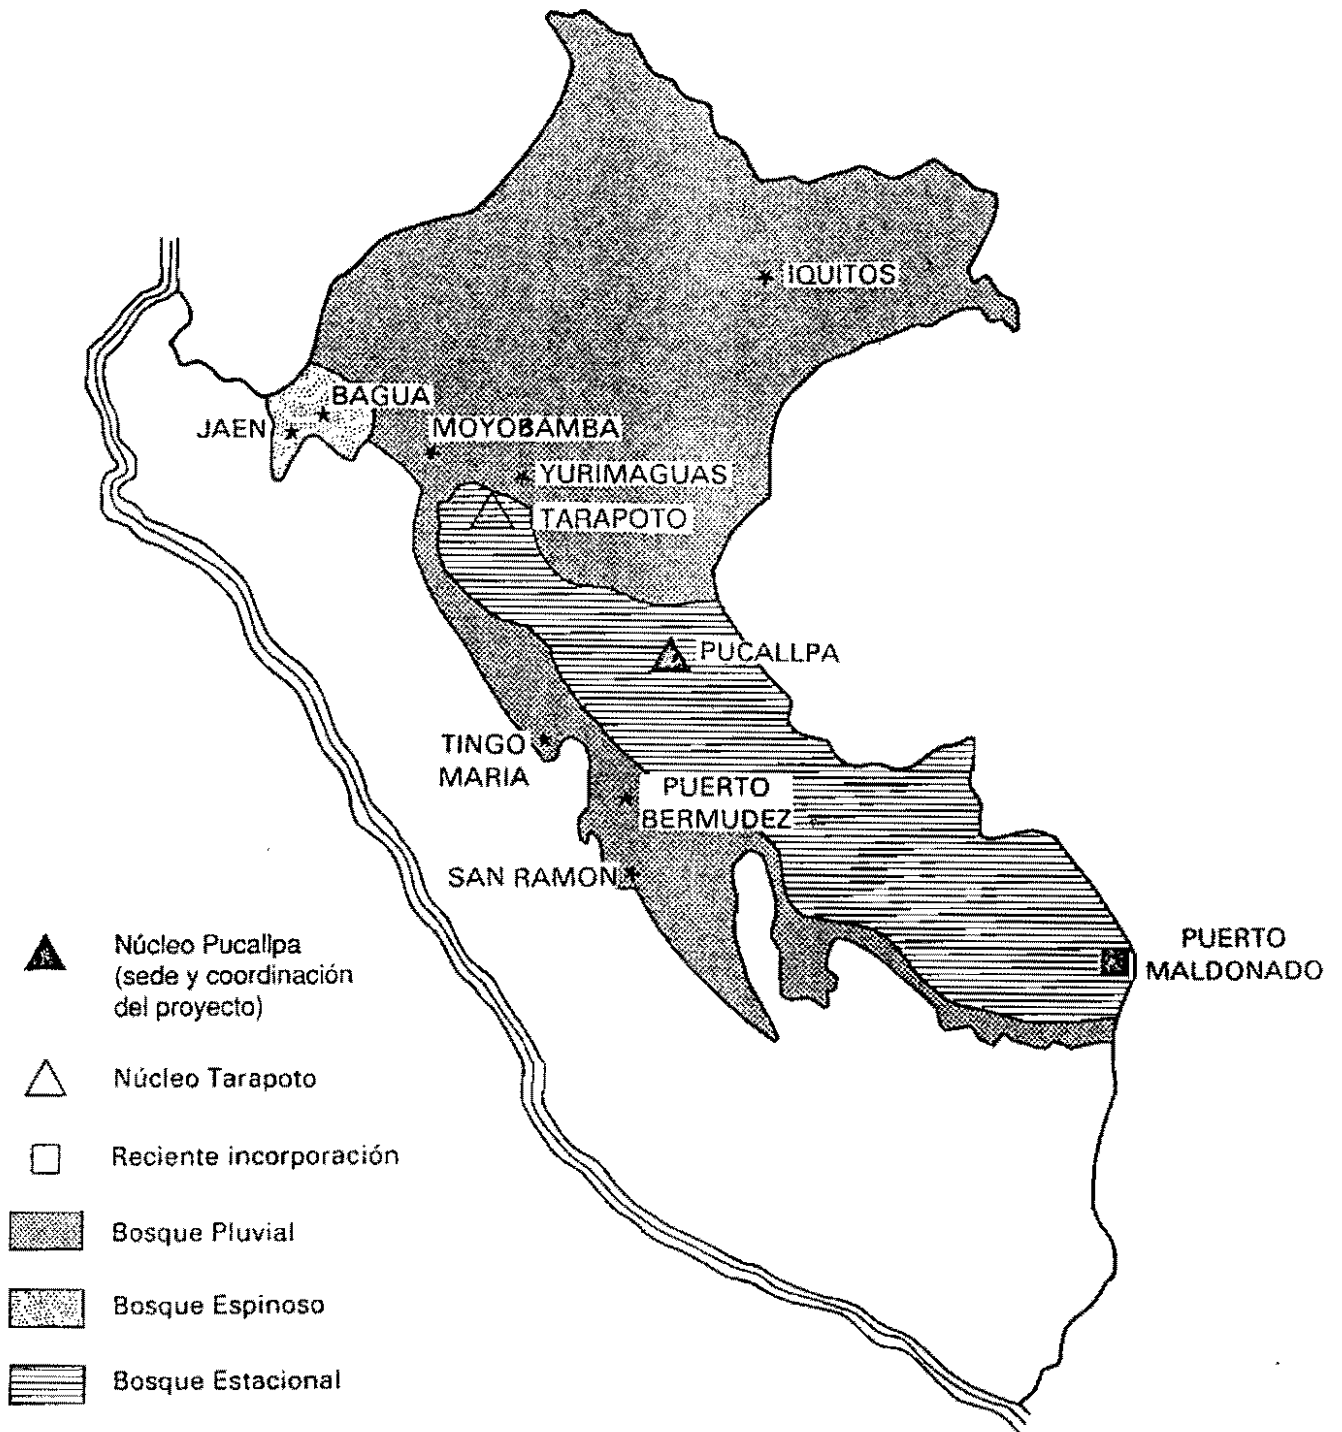 IQUITOS
BAGUA
JAEN
MOYOBAMBA
YURIMAGUAS
TARAPOTO
PUCALLPA
TINGO
MARIA
PUERTO
BERMUDEZ
SAN RAMON
PUERTO
MALDONADO
Núcleo Pucallpa
(sede y coordinación
del proyecto)
Núcleo Tarapoto
Reciente incorporación
Bosque Pluvial
Bosque Espinoso
Bosque Estacional